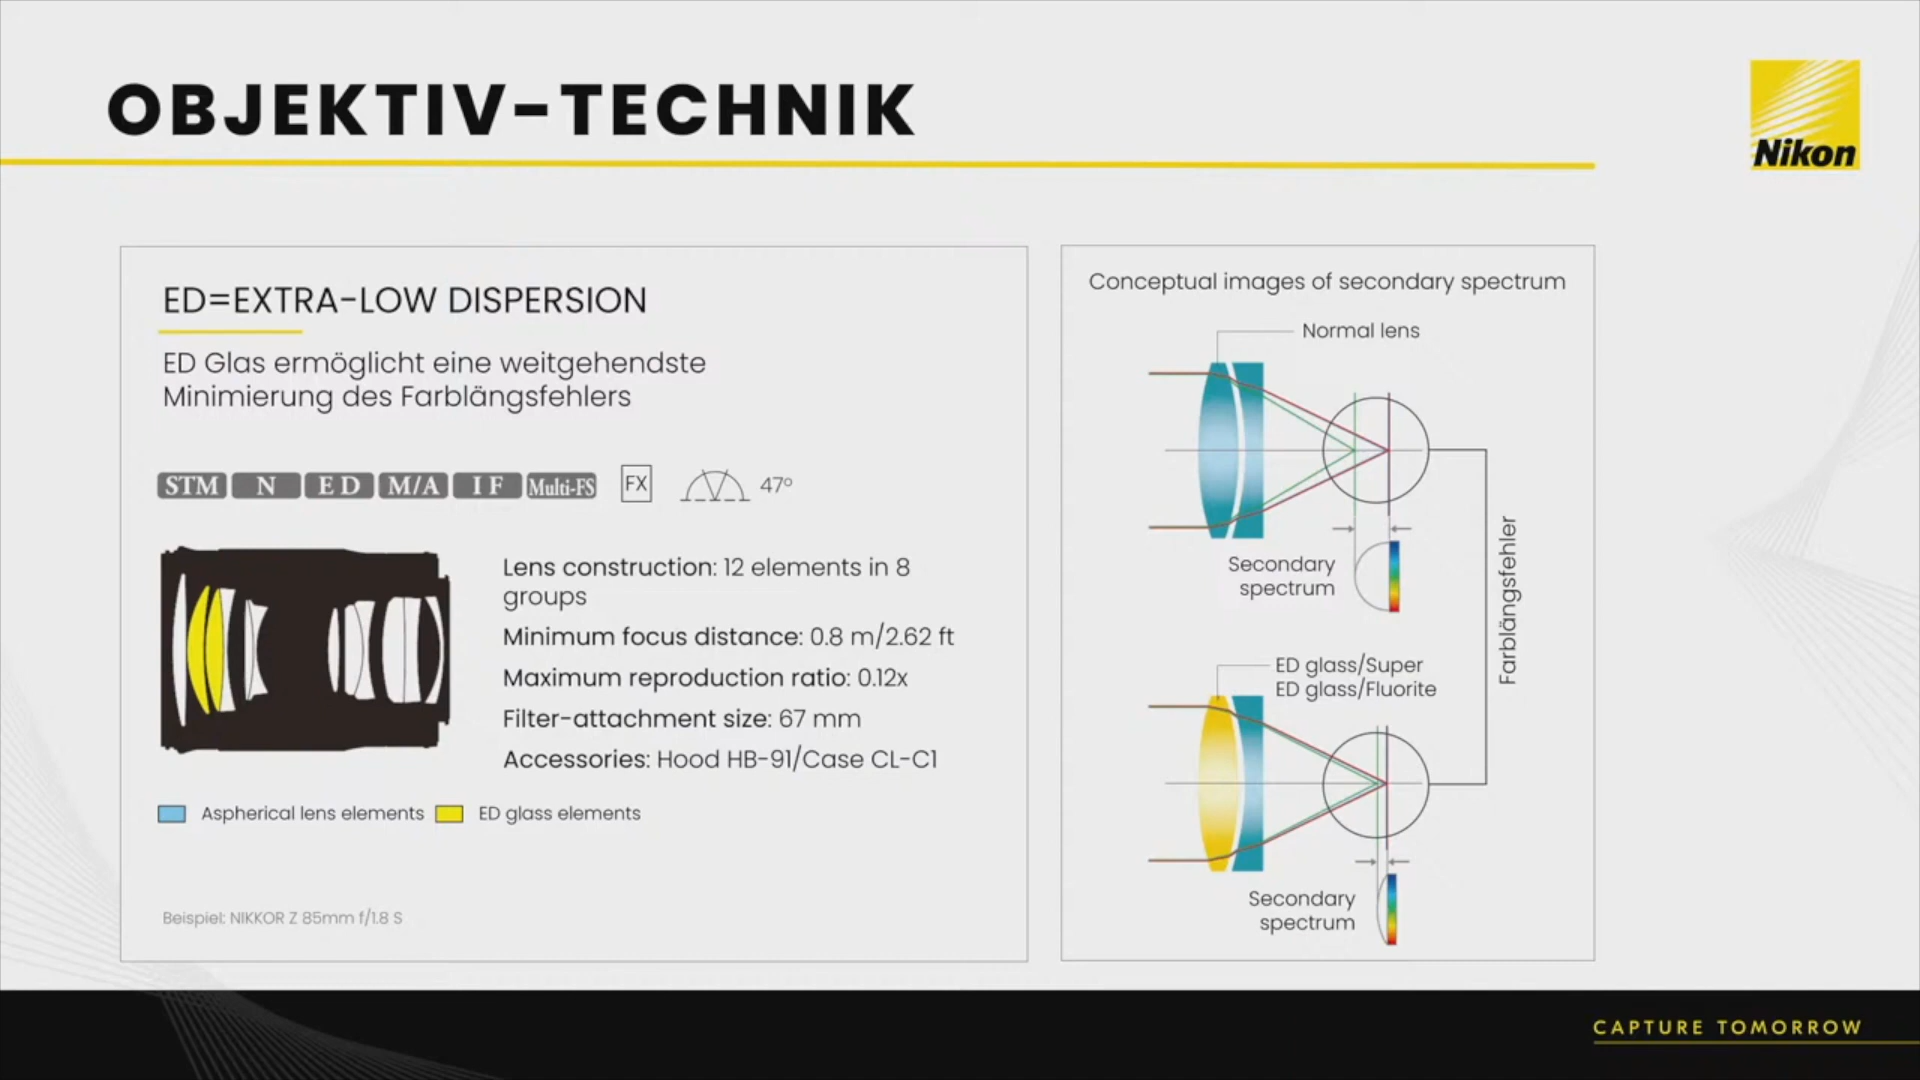 OBJEKTIV-TECHNIK
Nikon
ED=EXTRA-LOW DISPERSION
ED Glas ermöglicht eine weitgehendste
Minimierung des Farblängsfehlers
STM N ED M/A IF Multi-FS FX 47°
Lens construction: 12 elements in 8
groups
Minimum focus distance: 0.8 m/2.62 ft
Maximum reproduction ratio: 0.12x
Filter-attachment size: 67 mm
Accessories: Hood HB-91/Case CL-C1
Aspherical lens elements ED glass elements
Beispiel: NIKKOR Z 85mm f/1.8 S
Conceptual images of secondary spectrum
Normal lens
Secondary
spectrum
Farblängsfehler
ED glass/Super
ED glass/Fluorite
Secondary
spectrum
CAPTURE TOMORROW